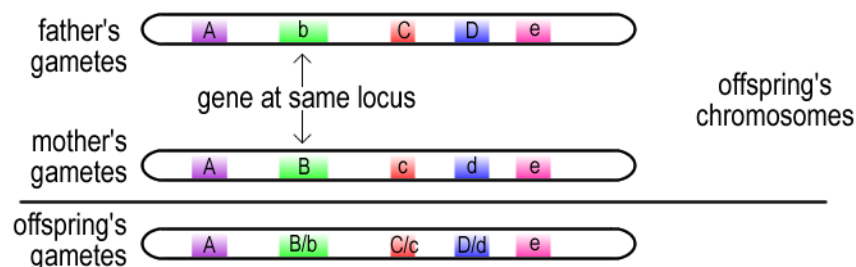 father's
gametes
A b C D e
gene at same locus
offspring's
chromosomes
mother's
gametes
A B c d e
offspring's
gametes
A B/b C/c D/d e